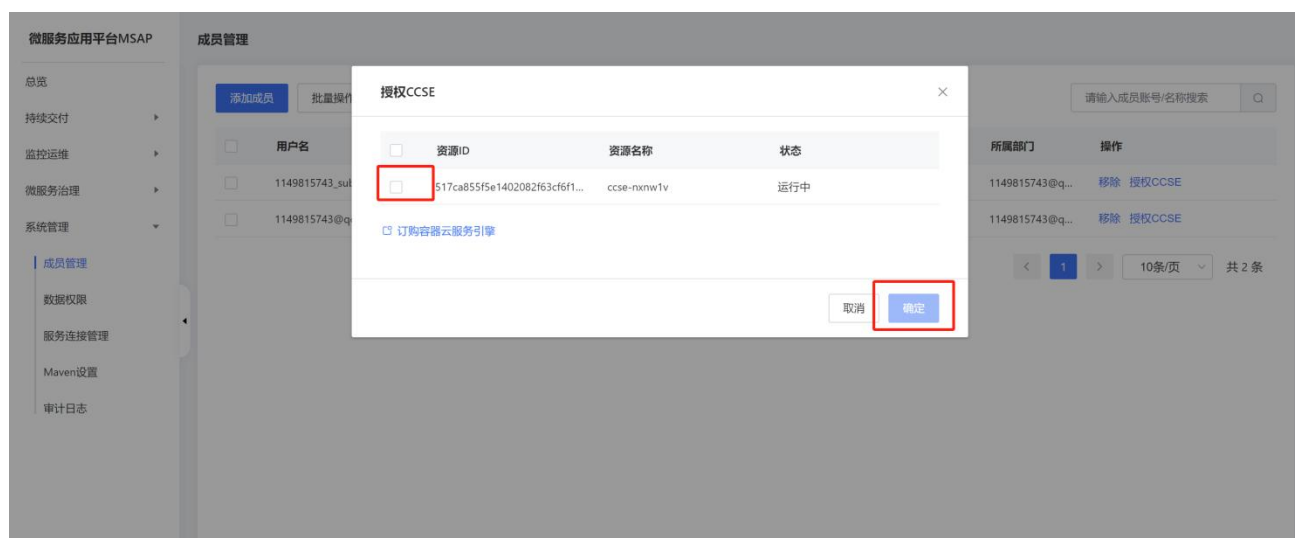 微服务应用平台MSAP
成员管理
总览
持续交付
监控运维
微服务治理
系统管理
成员管理
数据权限
服务连接管理
Maven设置
审计日志
添加成员 批量操作
请输入成员账号/名称搜索
用户名 所属部门 操作
1149815743_sub 1149815743@q... 移除 授权CCSE
1149815743@q 1149815743@q... 移除 授权CCSE
1 10条/页 共 2 条
授权CCSE
资源ID 资源名称 状态
517ca855f5e1402082f63cf6f1... ccse-nxnw1v 运行中
订购容器云服务引擎
取消 确定